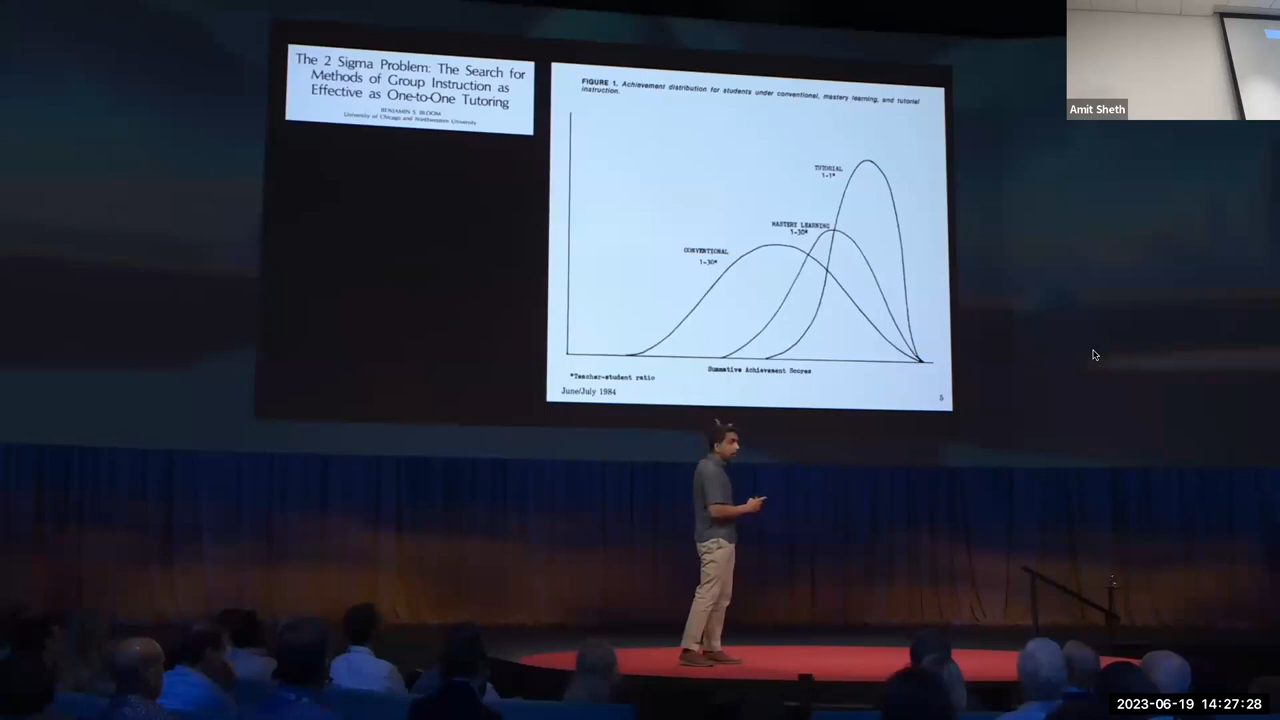 The 2 Sigma Problem: The Search for
Methods of Group Instruction as
Effective as One-to-One Tutoring
BENJAMIN S. BLOOM
University of Chicago and Northwestern University
FIGURE 1. Achievement distribution for students under conventional, mastery learning, and tutorial
instruction.
TUTORIAL
1-1*
MASTERY LEARNING
1-30*
CONVENTIONAL
1-30*
*Teacher-student ratio
Summative Achievement Scores
June/July 1984
5
Amit Sheth
2023-06-19 14:27:28